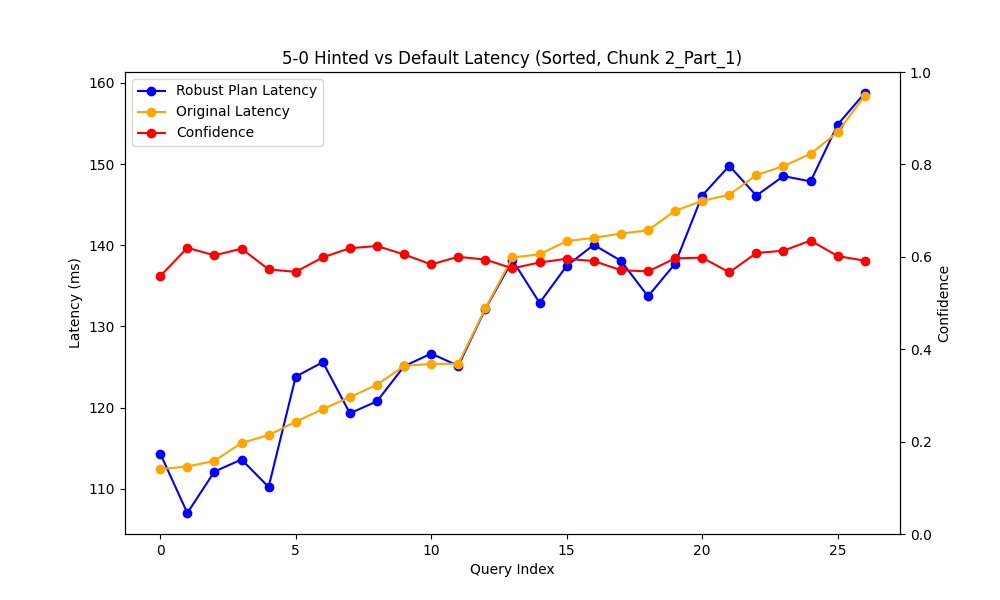 5-0 Hinted vs Default Latency (Sorted, Chunk 2_Part_1)
Robust Plan Latency
Original Latency
Confidence
Latency (ms)
160
150
140
130
120
110
1.0
0.8
0.6
0.4
0.2
0.0
Confidence
0 5 10 15 20 25
Query Index